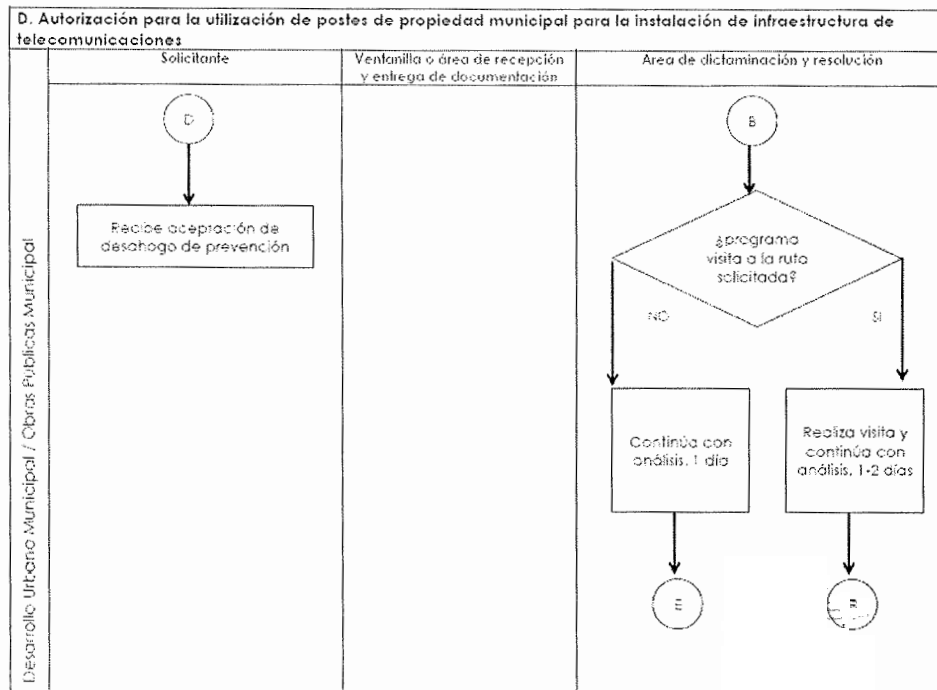 D. Autorización para la utilización de postes de propiedad municipal para la instalación de infraestructura de
telecomunicaciones
Desarrollo Urbano Municipal / Obras Publicas Municipal
Solicitante
Ventanilla o área de recepción
y entrega de documentación
Area de dictaminación y resolución
D
B
Recibe aceptación de
desahogo de prevención
¿programa
visita a la ruta
solicitada?
NO
SI
Continúa con
análisis. 1 día
Realiza visita y
continúa con
análisis. 1-2 días
E